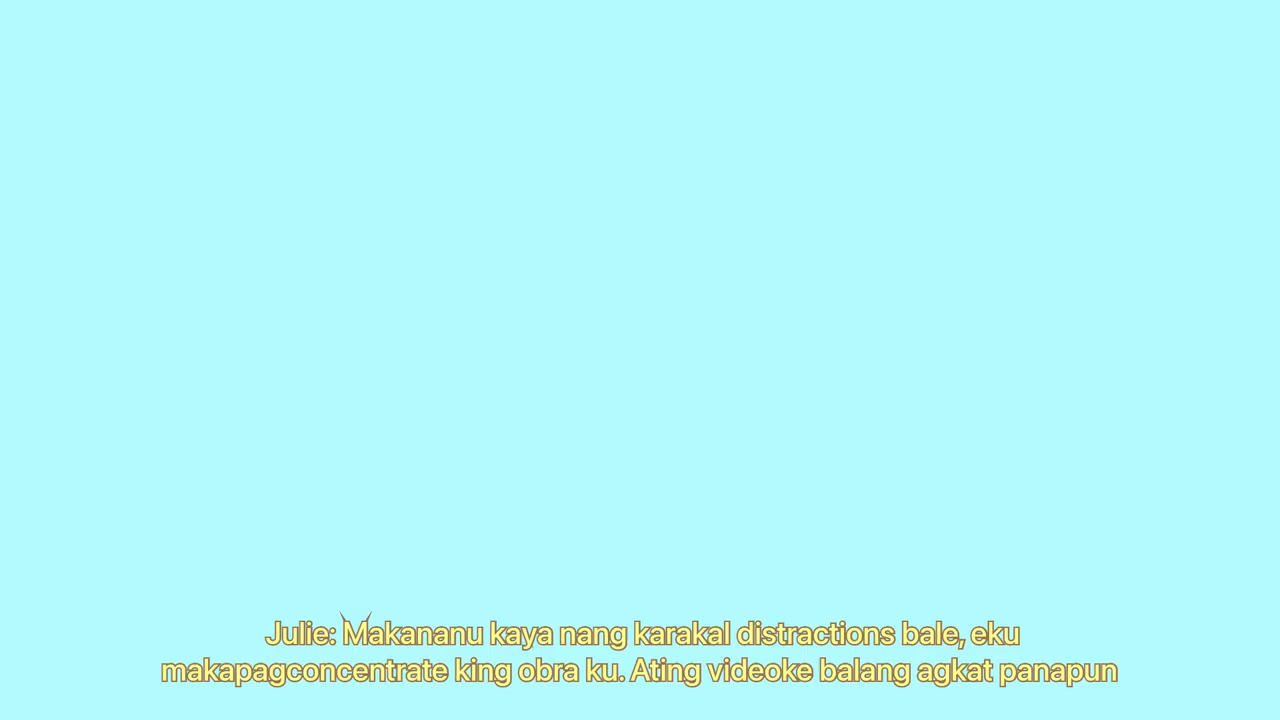 Julie: Makananu kaya nang karakal distractions bale, eku
makapagconcentrate king obra ku. Ating videoke balang agkat panapun